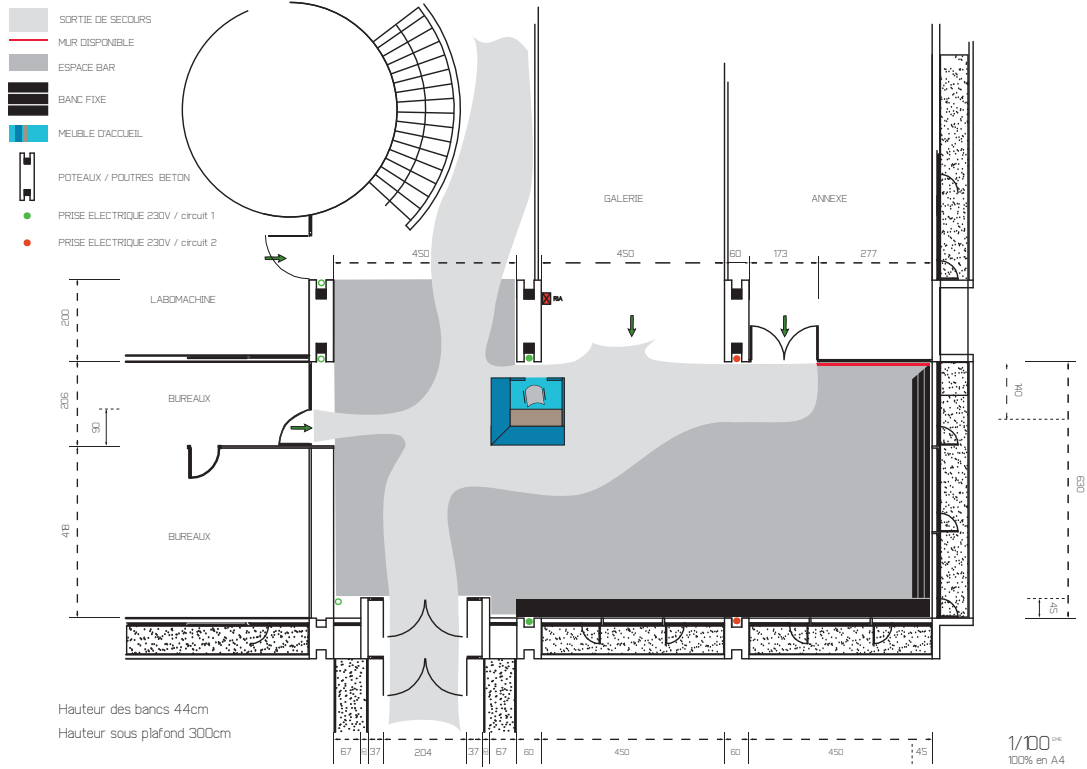 SORTIE DE SECOURS
MUR DISPONIBLE
ESPACE BAR
BANC FIXE
MEUBLE D'ACCUEIL
POTEAUX / POUTRES BETON
PRISE ELECTRIQUE 230V / circuit 1
PRISE ELECTRIQUE 230V / circuit 2
GALERIE
ANNEXE
450
450
60
173
277
LABOMACHINE
RIA
200
BUREAUX
206
90
140
630
BUREAUX
418
45
Hauteur des bancs 44cm
Hauteur sous plafond 300cm
67
37
204
37
67
60
450
60
450
45
1/100 EME
100% en A4